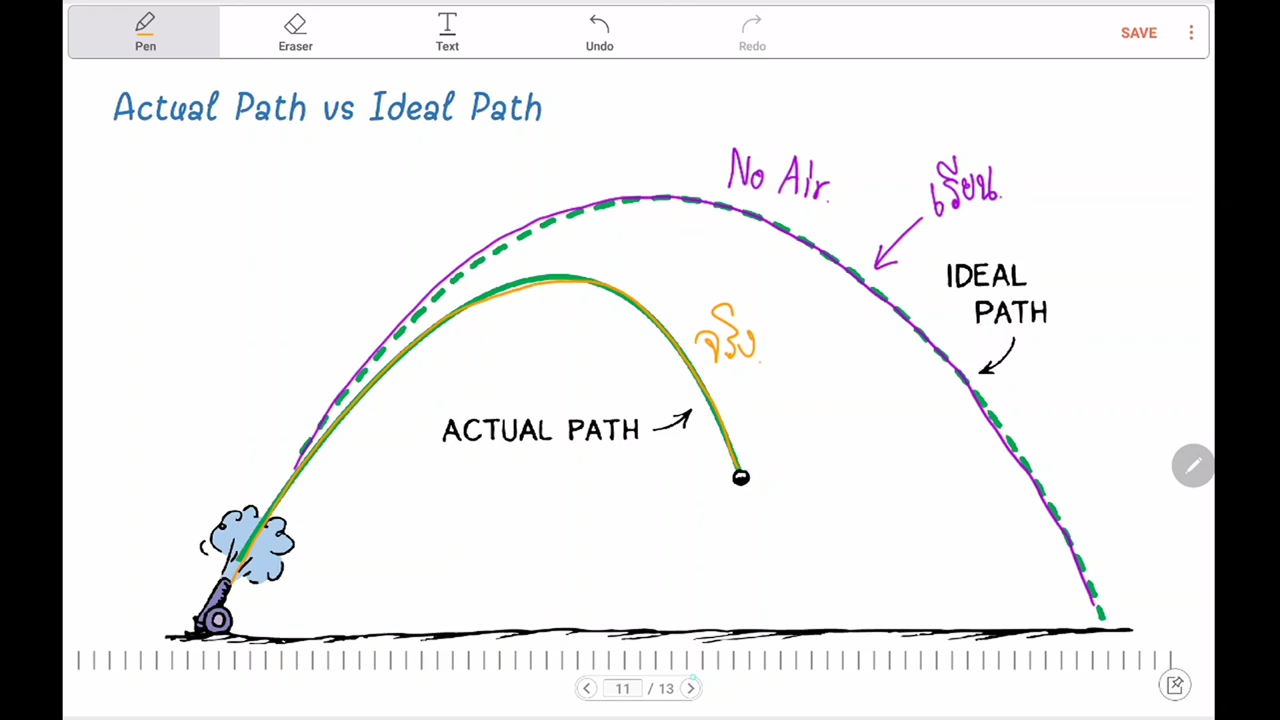 Pen
Eraser
Text
Undo
Redo
SAVE
Actual Path vs Ideal Path
No Air.
เรียน.
IDEAL
PATH
จริง.
ACTUAL PATH
11 / 13